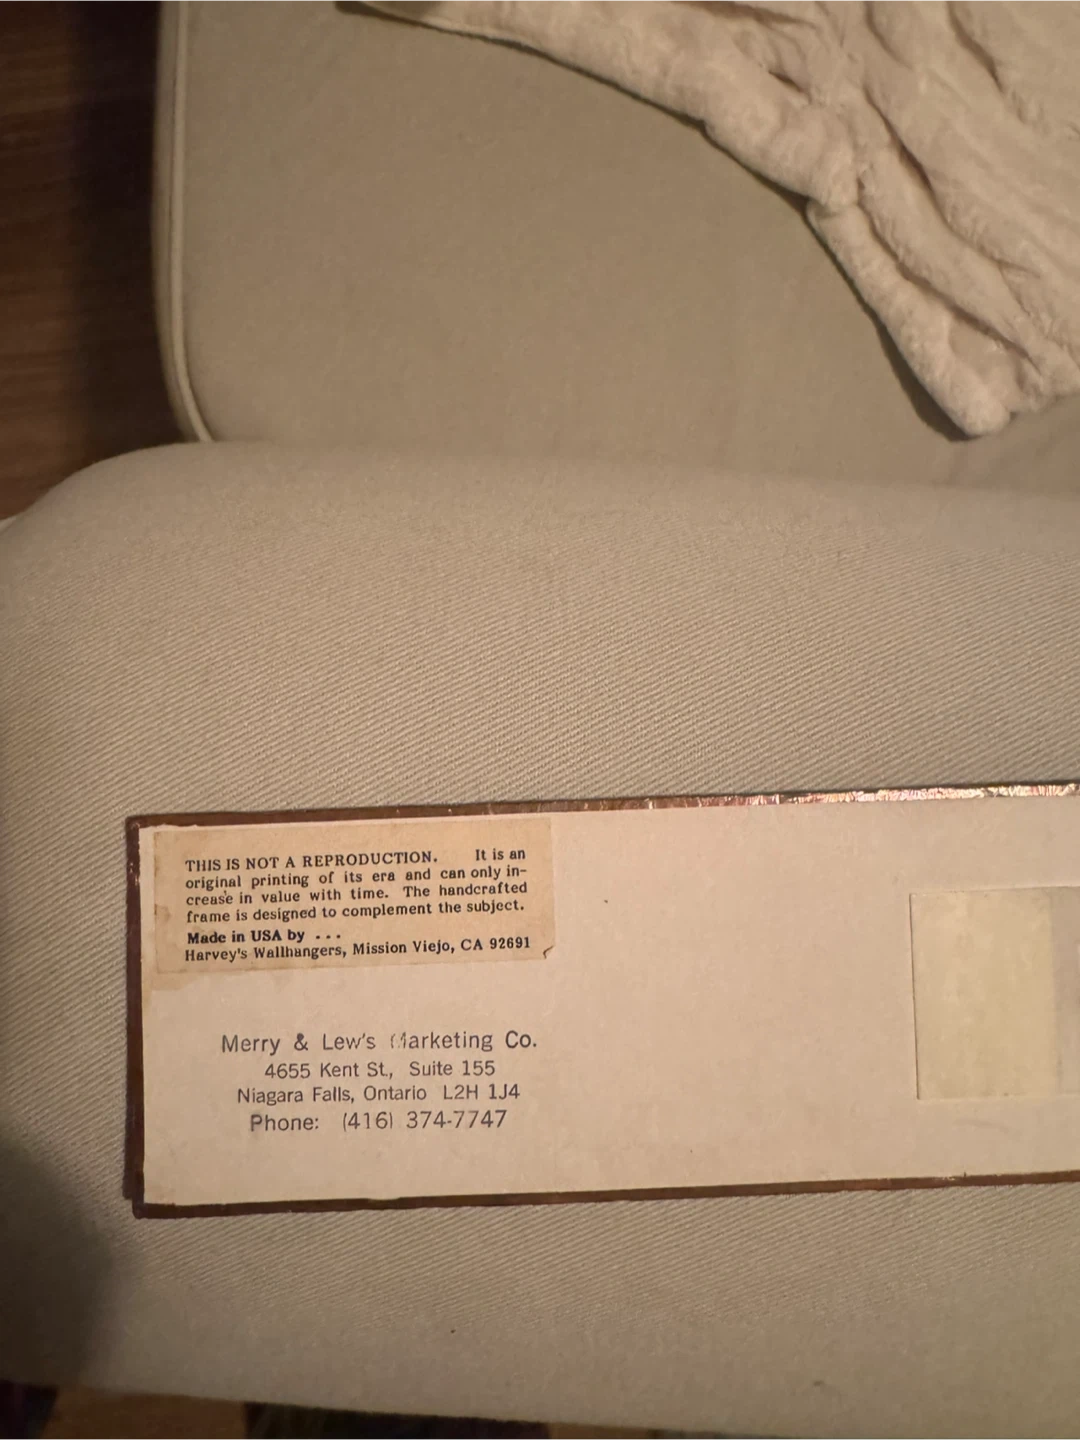 THIS IS NOT A REPRODUCTION. It is an
original printing of its era and can only in-
crease in value with time. The handcrafted
frame is designed to complement the subject.
Made in USA by ...
Harvey's Wallhangers, Mission Viejo, CA 92691
Merry & Lew's Marketing Co.
4655 Kent St., Suite 155
Niagara Falls, Ontario L2H 1J4
Phone: (416) 374-7747